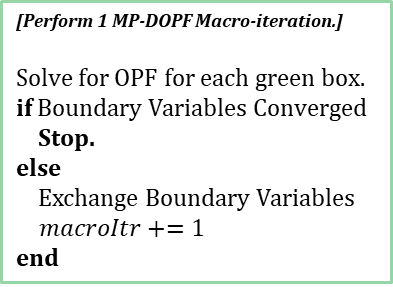 [Perform 1 MP-DOPF Macro-iteration.]
Solve for OPF for each green box.
if Boundary Variables Converged
Stop.
else
Exchange Boundary Variables
macroItr += 1
end